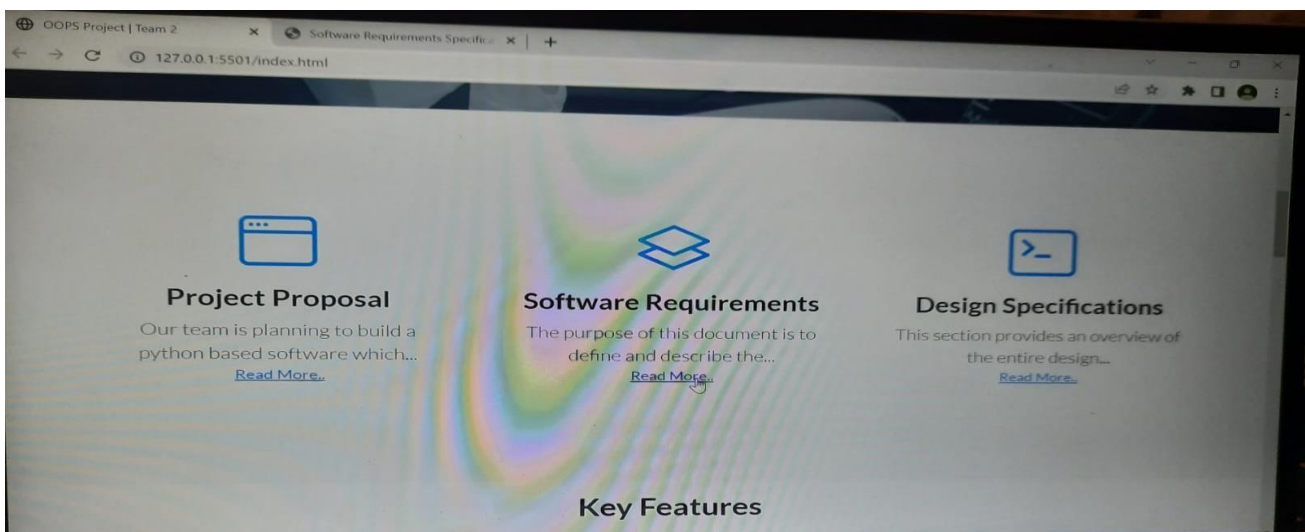 OOPS Project | Team 2
Software Requirements Specific
127.0.0.1:5501/index.html
Project Proposal
Our team is planning to build a
python based software which...
Read More..
Software Requirements
The purpose of this document is to
define and describe the...
Read More..
Design Specifications
This section provides an overview of
the entire design...
Read More..
Key Features